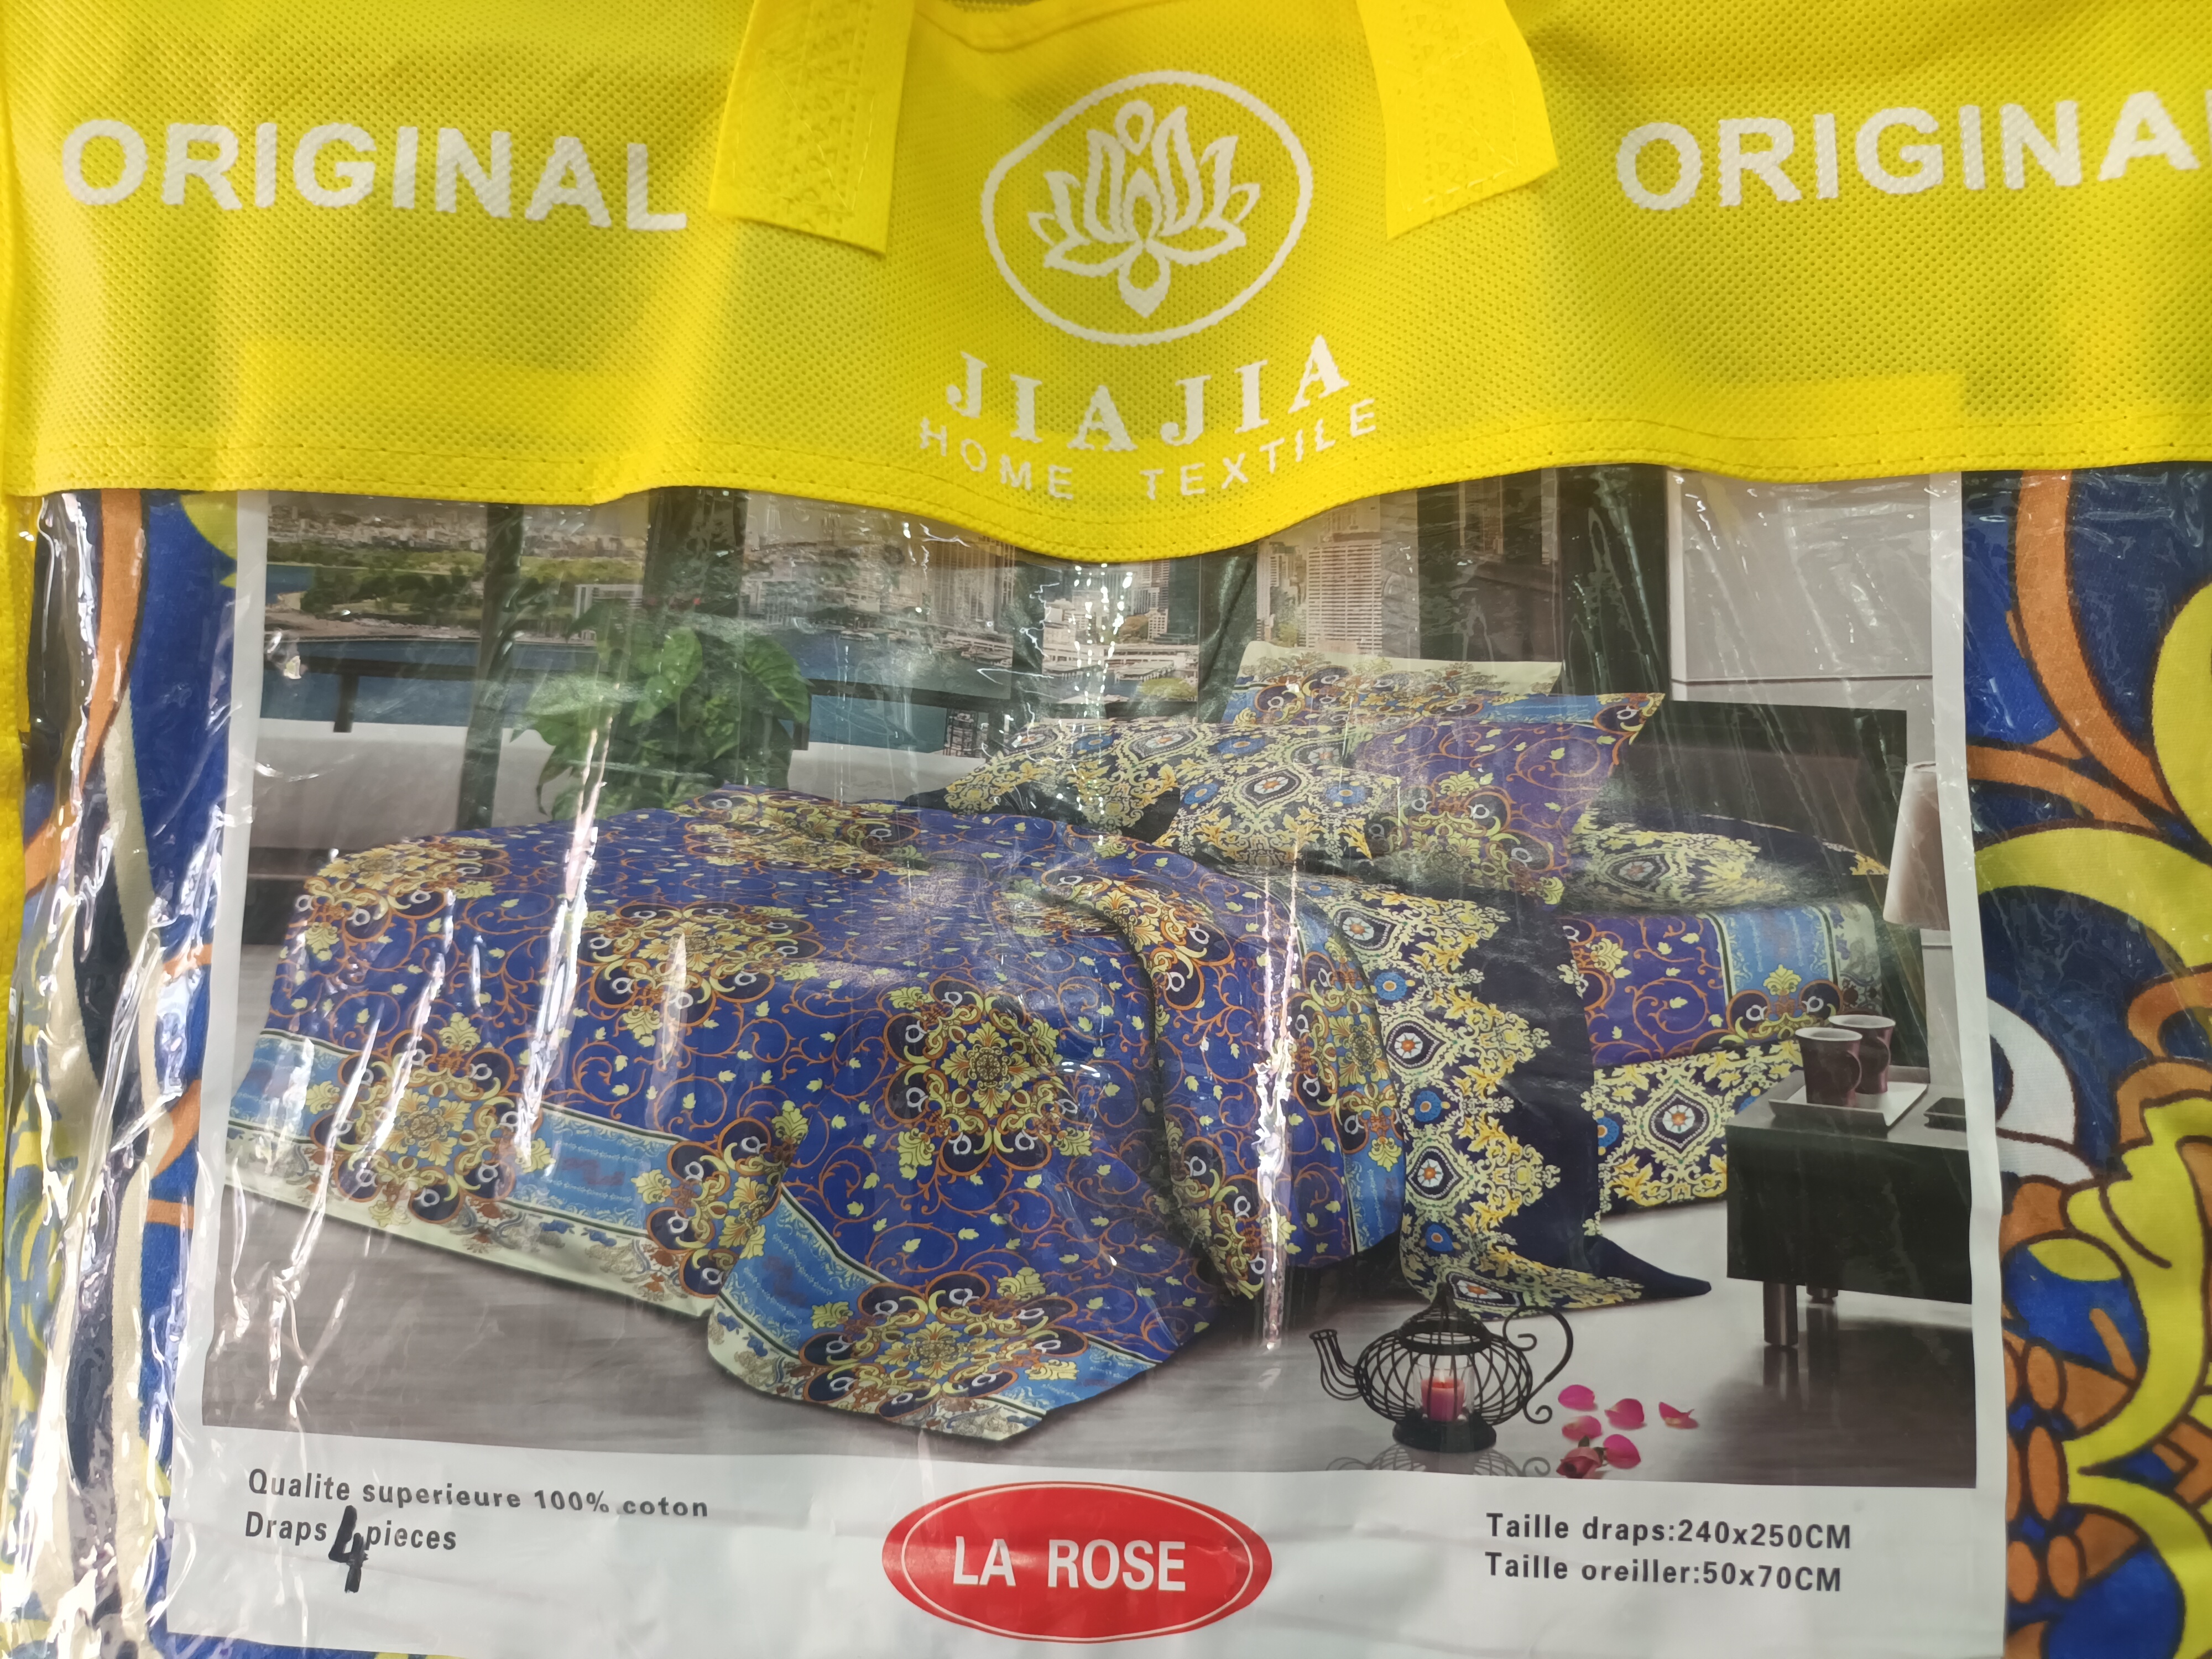 ORIGINAL
JIAJIA
HOME TEXTILE
ORIGINA
Qualite superieure 100% coton
Draps 4 pieces
LA ROSE
Taille draps:240x250CM
Taille oreiller:50x70CM